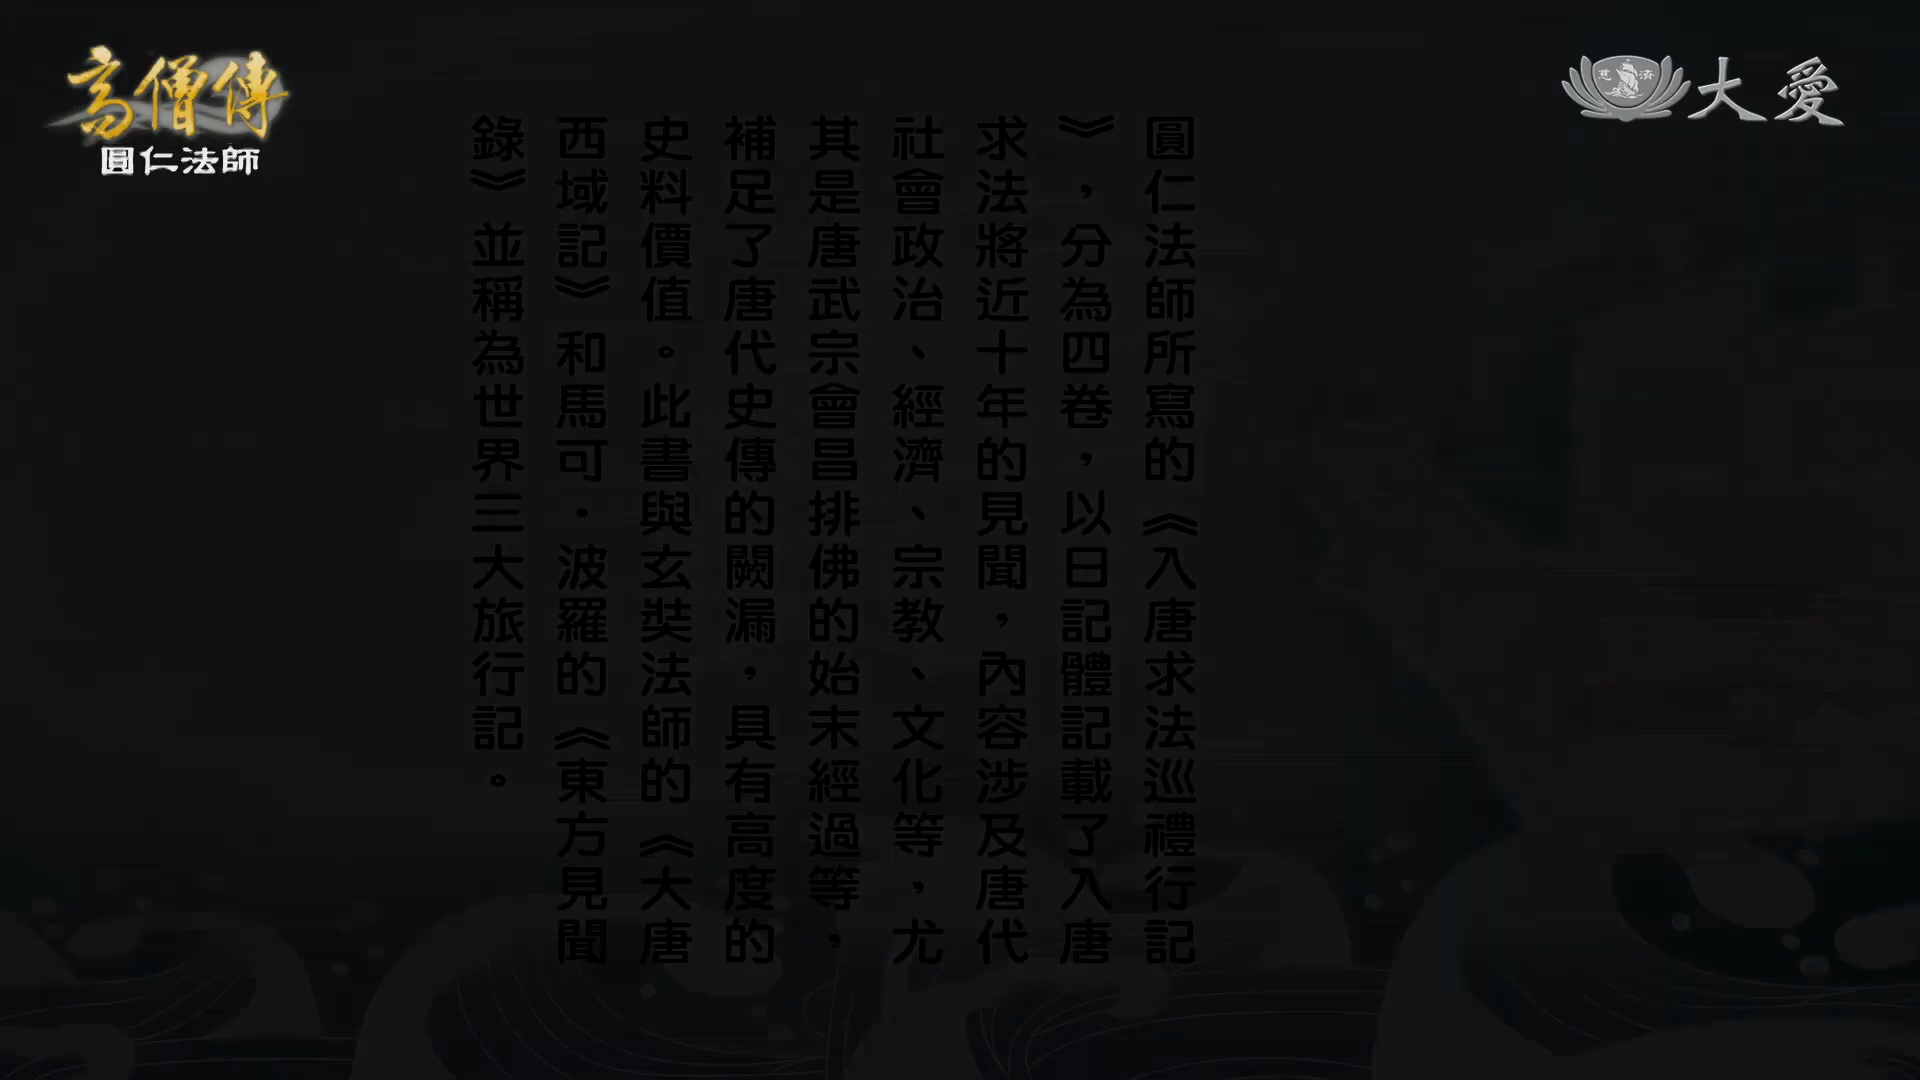 高僧傳
圓仁法師
慈濟
大愛
圓仁法師所寫的《入唐求法巡禮行記
》，分為四卷，以日記體記載了入唐
求法將近十年的見聞，內容涉及唐代
社會政治、經濟、宗教、文化等，尤
其是唐武宗會昌排佛的始末經過等，
補足了唐代史傳的闕漏，具有高度的
史料價值。此書與玄奘法師的《大唐
西域記》和馬可．波羅的《東方見聞
錄》並稱為世界三大旅行記。